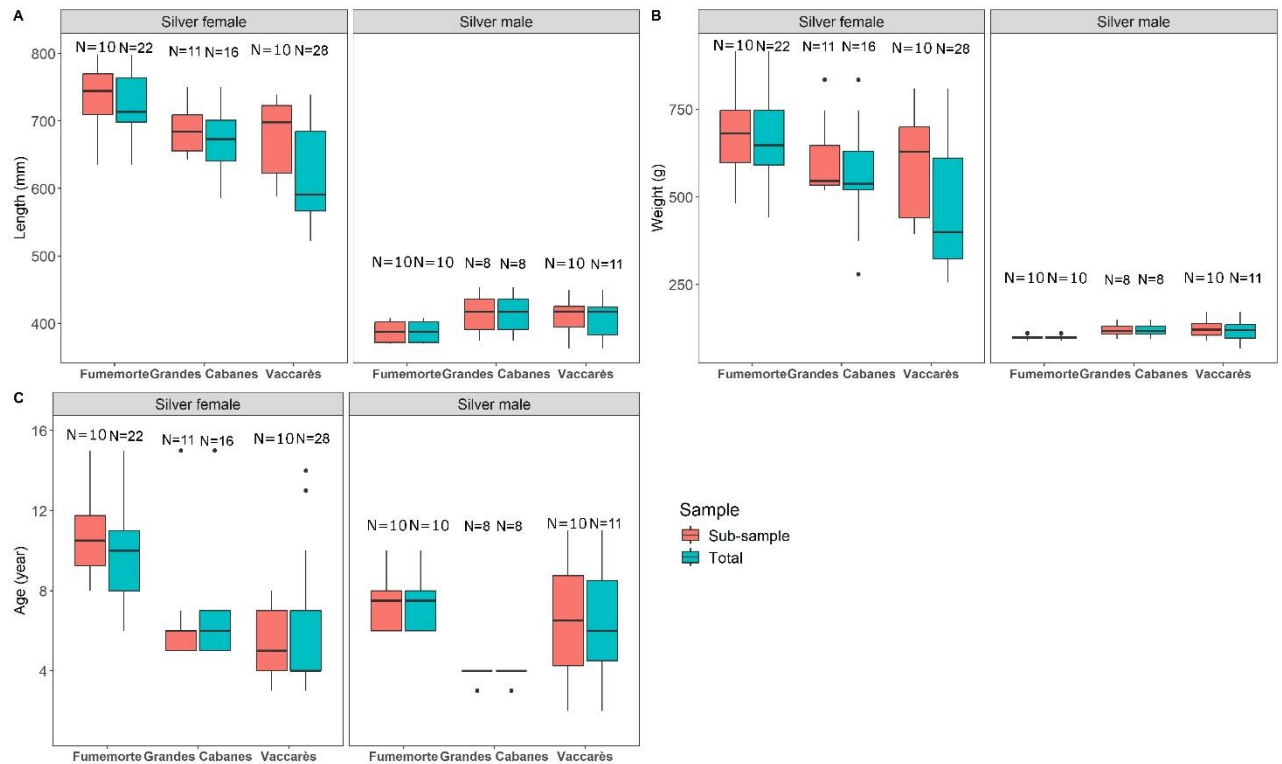 A
Silver female
Silver male
N=10 N=22 N=11 N=16 N=10 N=28
N=10 N=10 N=8 N=8 N=10 N=11
Length (mm)
800
700
600
500
400
Fumemorte Grandes Cabanes Vaccarès
Fumemorte Grandes Cabanes Vaccarès
B
Silver female
Silver male
N=10 N=22 N=11 N=16 N=10 N=28
N=10 N=10 N=8 N=8 N=10 N=11
Weight (g)
750
500
250
Fumemorte Grandes Cabanes Vaccarès
Fumemorte Grandes Cabanes Vaccarès
C
Silver female
Silver male
N=10 N=22 N=11 N=16 N=10 N=28
N=10 N=10 N=8 N=8 N=10 N=11
Age (year)
16
12
8
4
Fumemorte Grandes Cabanes Vaccarès
Fumemorte Grandes Cabanes Vaccarès
Sample
Sub-sample
Total